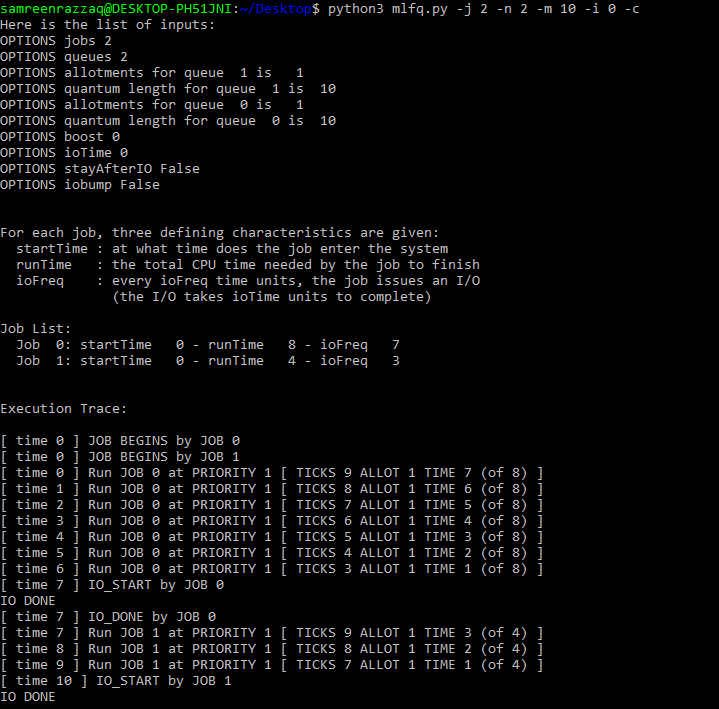 samreenrazzaq@DESKTOP-PHS1JNI:~/Desktop$ python3 mlfq.py -j 2 -n 2 -m 10 -i 0 -c
Here is the list of inputs:
OPTIONS jobs 2
OPTIONS queues 2
OPTIONS allotments for queue  1 is   1
OPTIONS quantum length for queue  1 is  10
OPTIONS allotments for queue  0 is   1
OPTIONS quantum length for queue  0 is  10
OPTIONS boost 0
OPTIONS ioTime 0
OPTIONS stayAfterIO False
OPTIONS iobump False
For each job, three defining characteristics are given:
  startTime : at what time does the job enter the system
  runTime   : the total CPU time needed by the job to finish
  ioFreq    : every ioFreq time units, the job issues an I/O
              (the I/O takes ioTime units to complete)
Job List:
  Job  0: startTime   0 - runTime   8 - ioFreq   7
  Job  1: startTime   0 - runTime   4 - ioFreq   3
Execution Trace:
[ time 0 ] JOB BEGINS by JOB 0
[ time 0 ] JOB BEGINS by JOB 1
[ time 0 ] Run JOB 0 at PRIORITY 1 [ TICKS 9 ALLOT 1 TIME 7 (of 8) ]
[ time 1 ] Run JOB 0 at PRIORITY 1 [ TICKS 8 ALLOT 1 TIME 6 (of 8) ]
[ time 2 ] Run JOB 0 at PRIORITY 1 [ TICKS 7 ALLOT 1 TIME 5 (of 8) ]
[ time 3 ] Run JOB 0 at PRIORITY 1 [ TICKS 6 ALLOT 1 TIME 4 (of 8) ]
[ time 4 ] Run JOB 0 at PRIORITY 1 [ TICKS 5 ALLOT 1 TIME 3 (of 8) ]
[ time 5 ] Run JOB 0 at PRIORITY 1 [ TICKS 4 ALLOT 1 TIME 2 (of 8) ]
[ time 6 ] Run JOB 0 at PRIORITY 1 [ TICKS 3 ALLOT 1 TIME 1 (of 8) ]
[ time 7 ] IO_START by JOB 0
IO DONE
[ time 7 ] IO_DONE by JOB 0
[ time 7 ] Run JOB 1 at PRIORITY 1 [ TICKS 9 ALLOT 1 TIME 3 (of 4) ]
[ time 8 ] Run JOB 1 at PRIORITY 1 [ TICKS 8 ALLOT 1 TIME 2 (of 4) ]
[ time 9 ] Run JOB 1 at PRIORITY 1 [ TICKS 7 ALLOT 1 TIME 1 (of 4) ]
[ time 10 ] IO_START by JOB 1
IO DONE